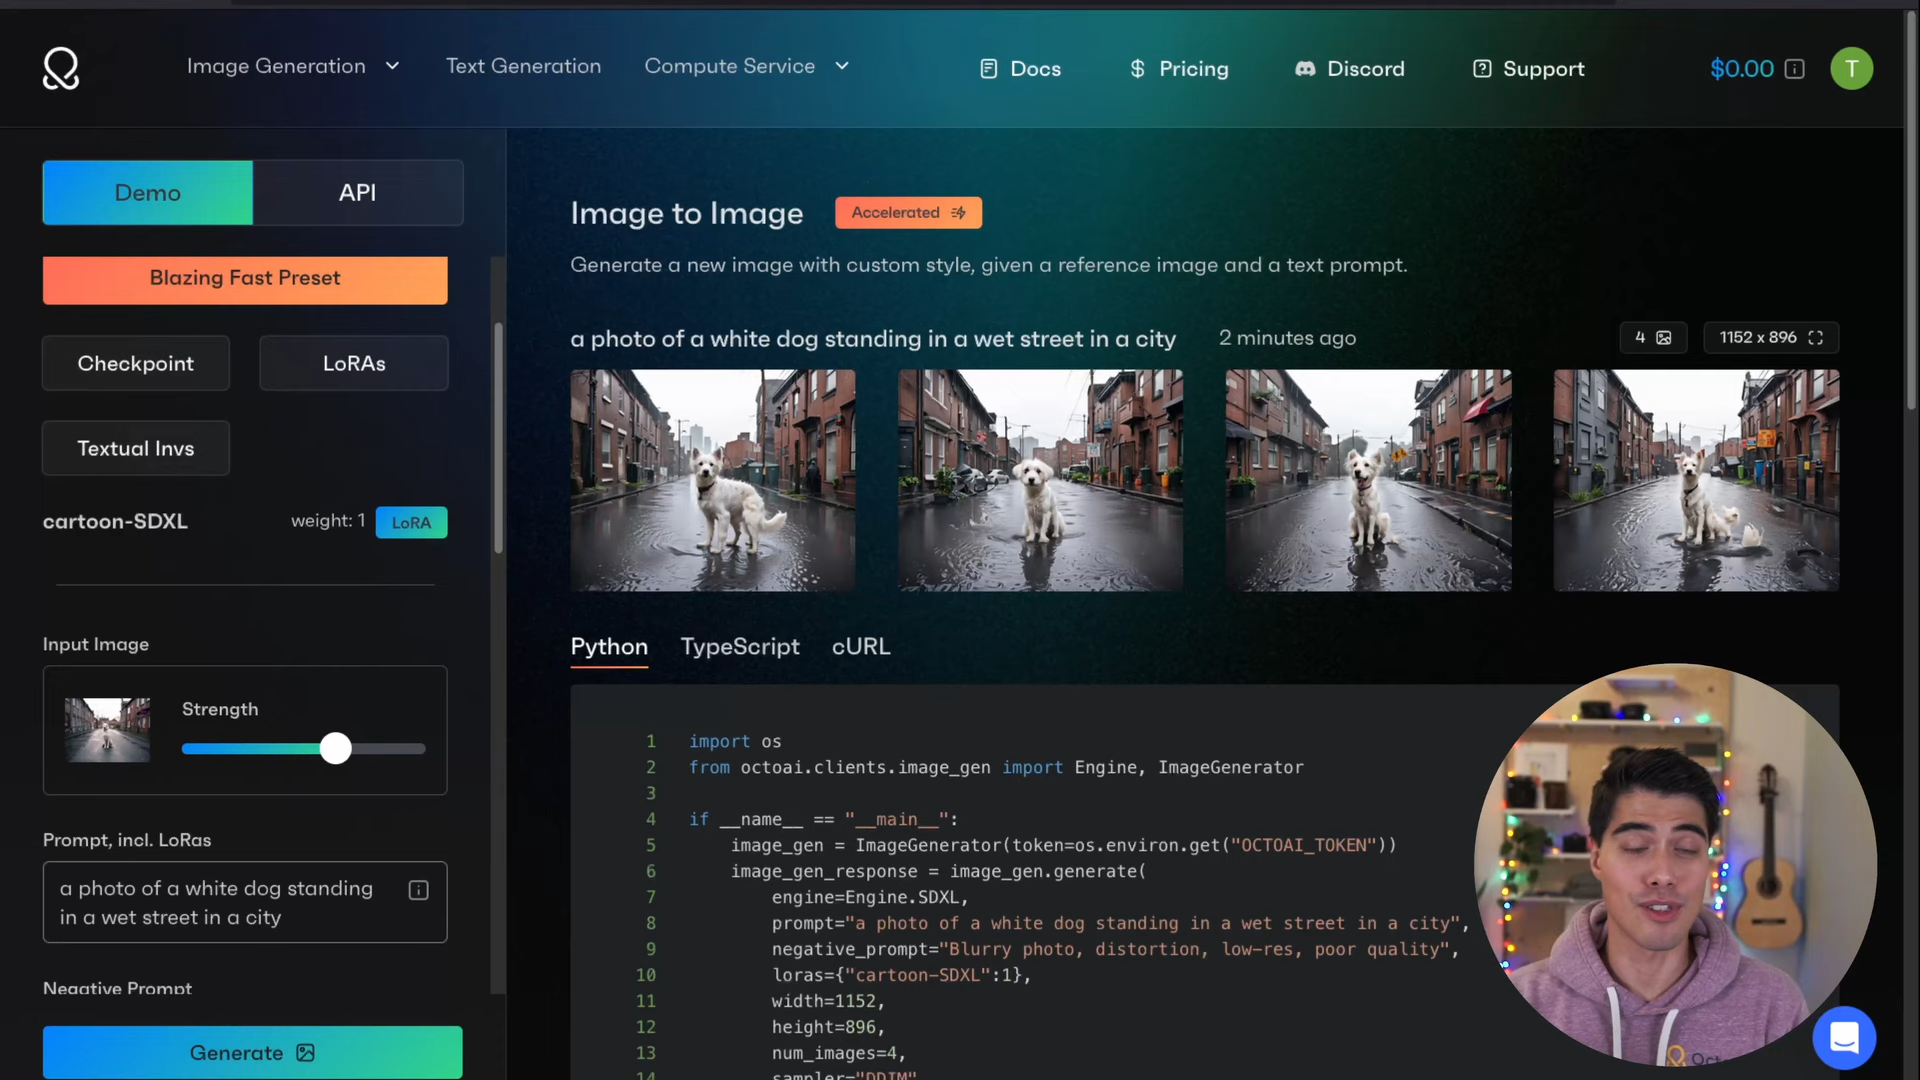 Image Generation
Text Generation
Compute Service
Docs
$ Pricing
Discord
Support
$0.00
T
Demo
API
Blazing Fast Preset
Checkpoint
LoRAs
Textual Invs
cartoon-SDXL
weight: 1
LoRA
Input Image
Strength
Prompt, incl. LoRas
a photo of a white dog standing
in a wet street in a city
Negative Prompt
Generate
Image to Image
Accelerated
Generate a new image with custom style, given a reference image and a text prompt.
a photo of a white dog standing in a wet street in a city
2 minutes ago
4
1152 x 896
Python
TypeScript
cURL
1 import os
2 from octoai.clients.image_gen import Engine, ImageGenerator
3
4 if __name__ == "__main__":
5 image_gen = ImageGenerator(token=os.environ.get("OCTOAI_TOKEN"))
6 image_gen_response = image_gen.generate(
7 engine=Engine.SDXL,
8 prompt="a photo of a white dog standing in a wet street in a city",
9 negative_prompt="Blurry photo, distortion, low-res, poor quality",
10 loras={"cartoon-SDXL":1},
11 width=1152,
12 height=896,
13 num_images=4,
14 sampler="DDIM"